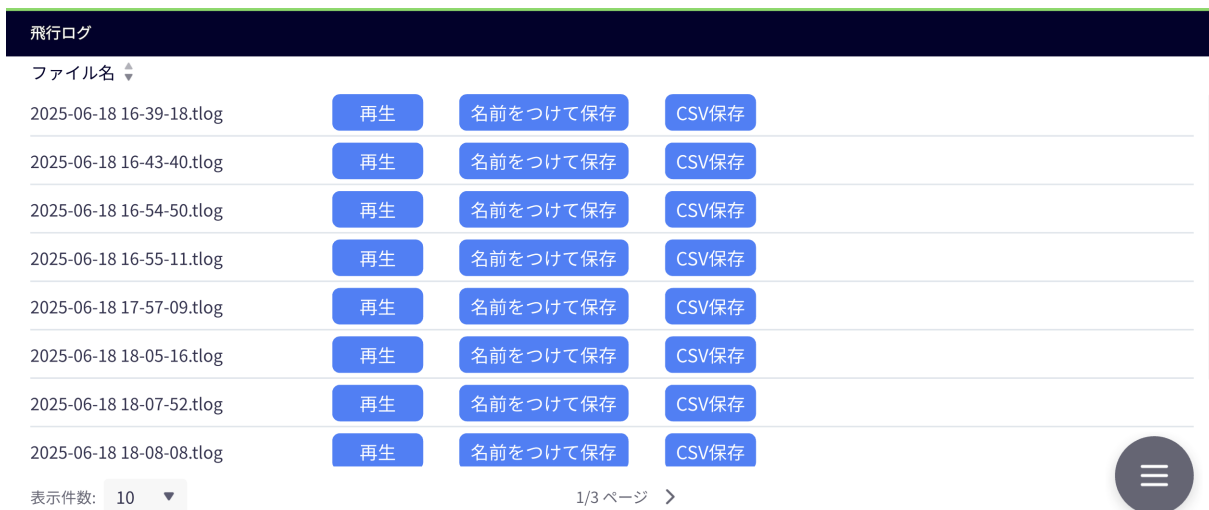 飛行ログ
ファイル名
2025-06-18 16-39-18.tlog 再生 名前をつけて保存 CSV保存
2025-06-18 16-43-40.tlog 再生 名前をつけて保存 CSV保存
2025-06-18 16-54-50.tlog 再生 名前をつけて保存 CSV保存
2025-06-18 16-55-11.tlog 再生 名前をつけて保存 CSV保存
2025-06-18 17-57-09.tlog 再生 名前をつけて保存 CSV保存
2025-06-18 18-05-16.tlog 再生 名前をつけて保存 CSV保存
2025-06-18 18-07-52.tlog 再生 名前をつけて保存 CSV保存
2025-06-18 18-08-08.tlog 再生 名前をつけて保存 CSV保存
表示件数: 10 1/3 ページ